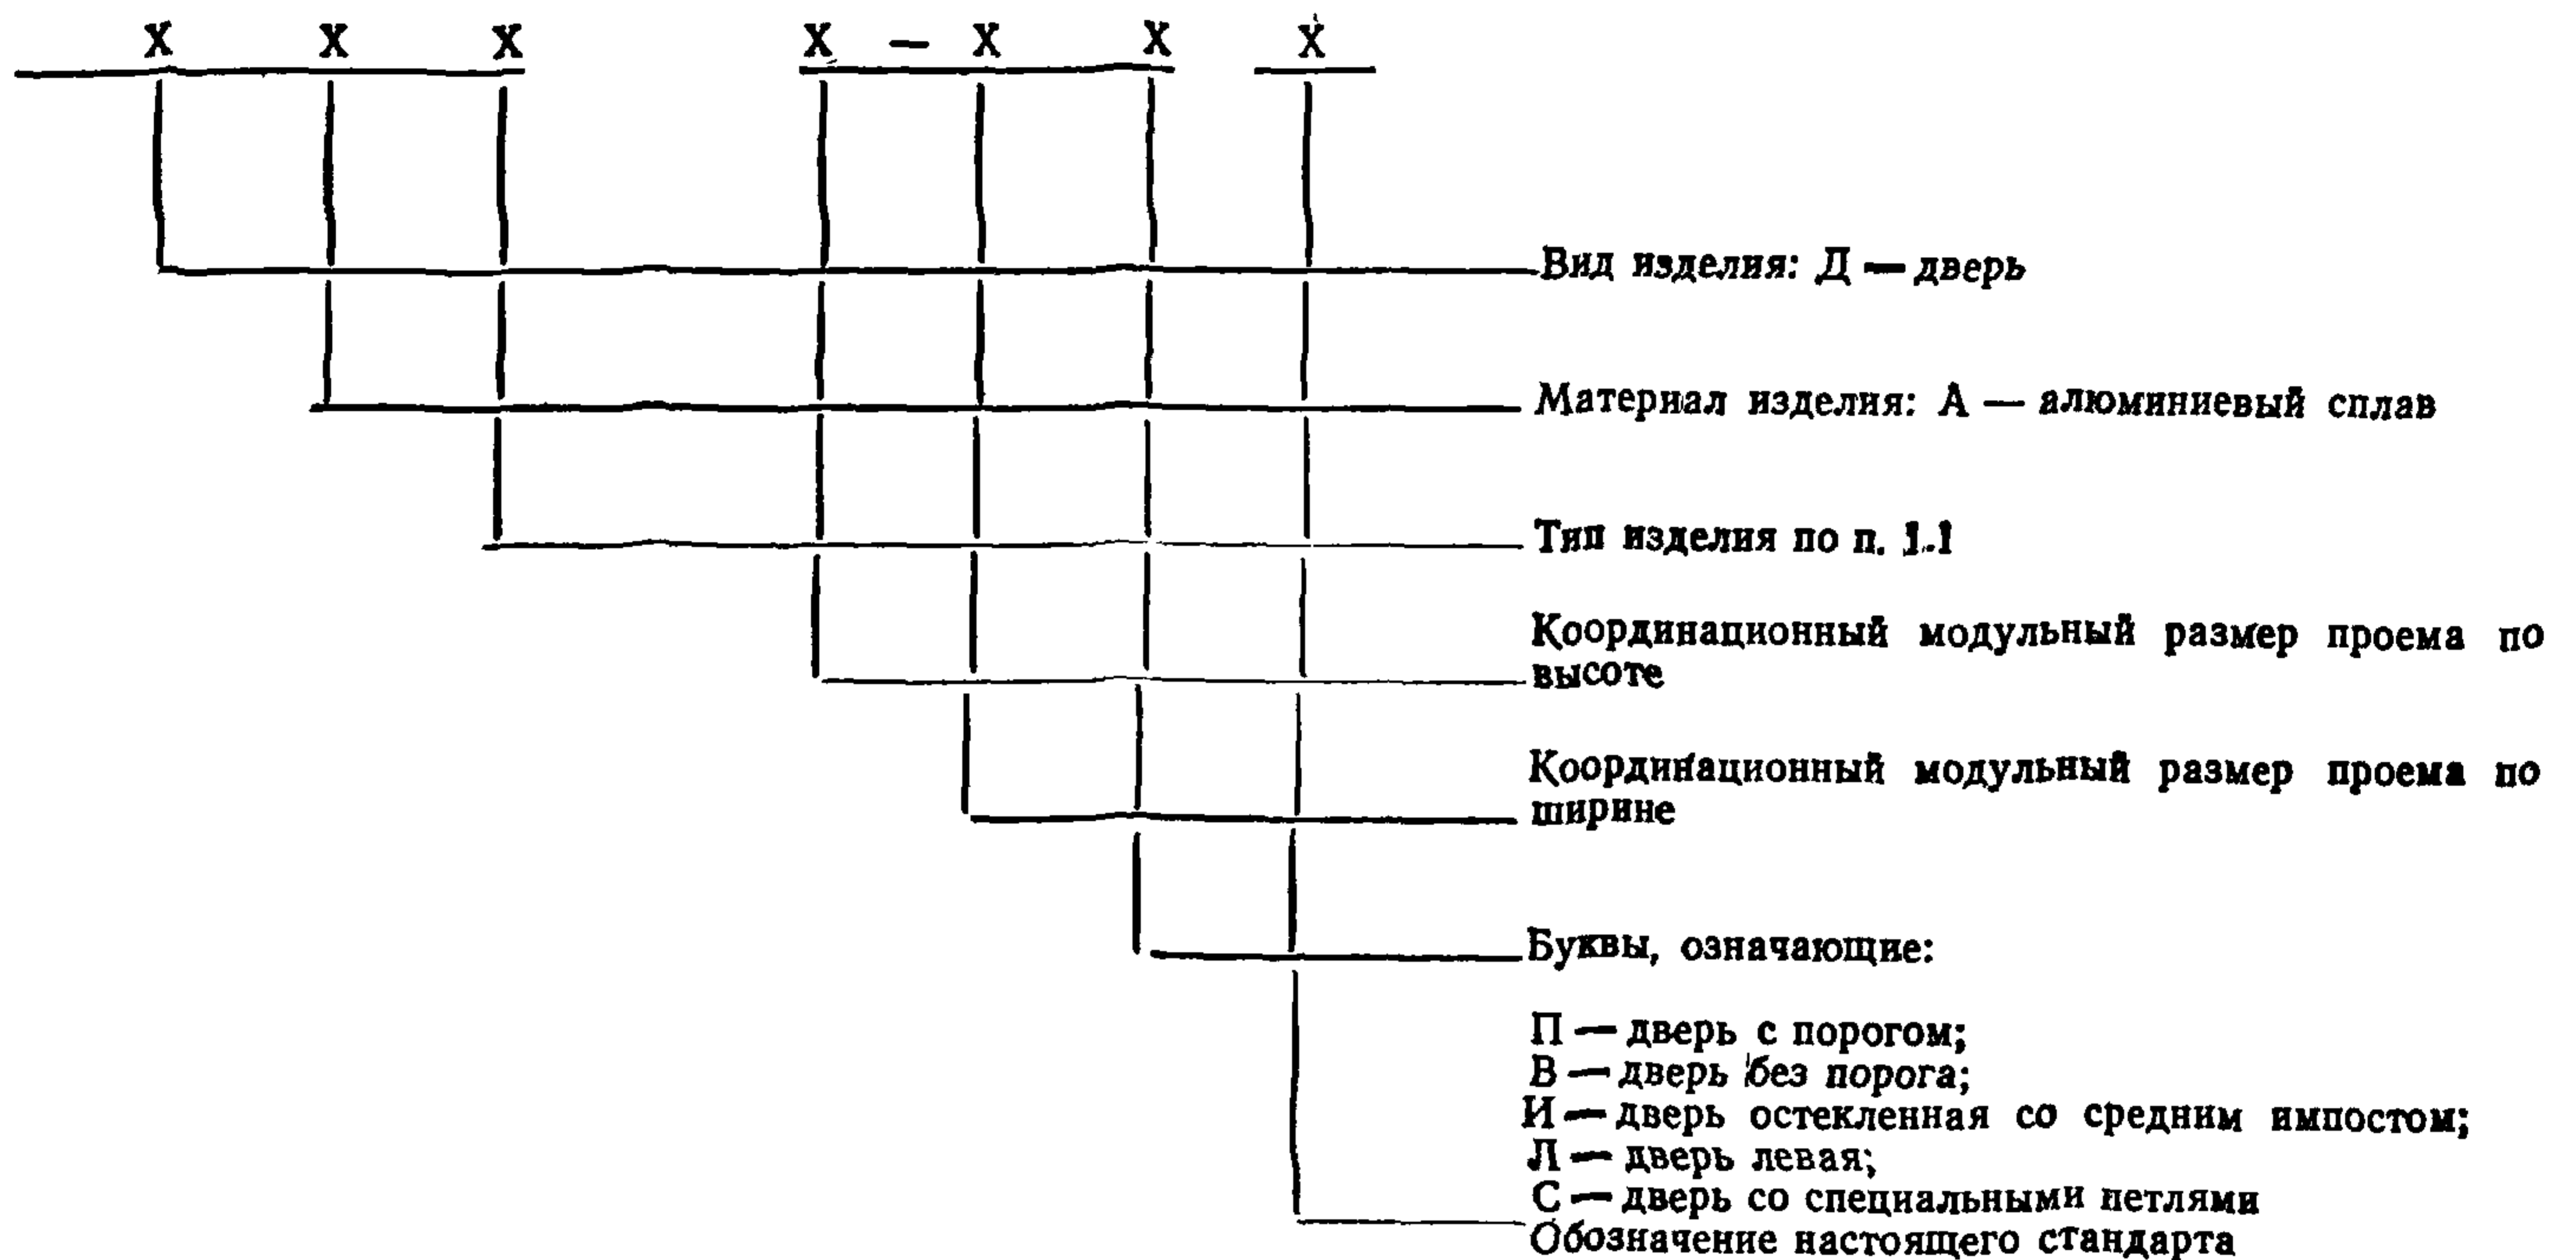 Х Х Х Х — Х Х Х
Вид изделия: Д — дверь
Материал изделия: А — алюминиевый сплав
Тип изделия по п. 1.1
Координационный модульный размер проема по
высоте
Координационный модульный размер проема по
ширине
Буквы, означающие:
П — дверь с порогом;
В — дверь без порога;
И — дверь остекленная со средним импостом;
Л — дверь левая;
С — дверь со специальными петлями
Обозначение настоящего стандарта